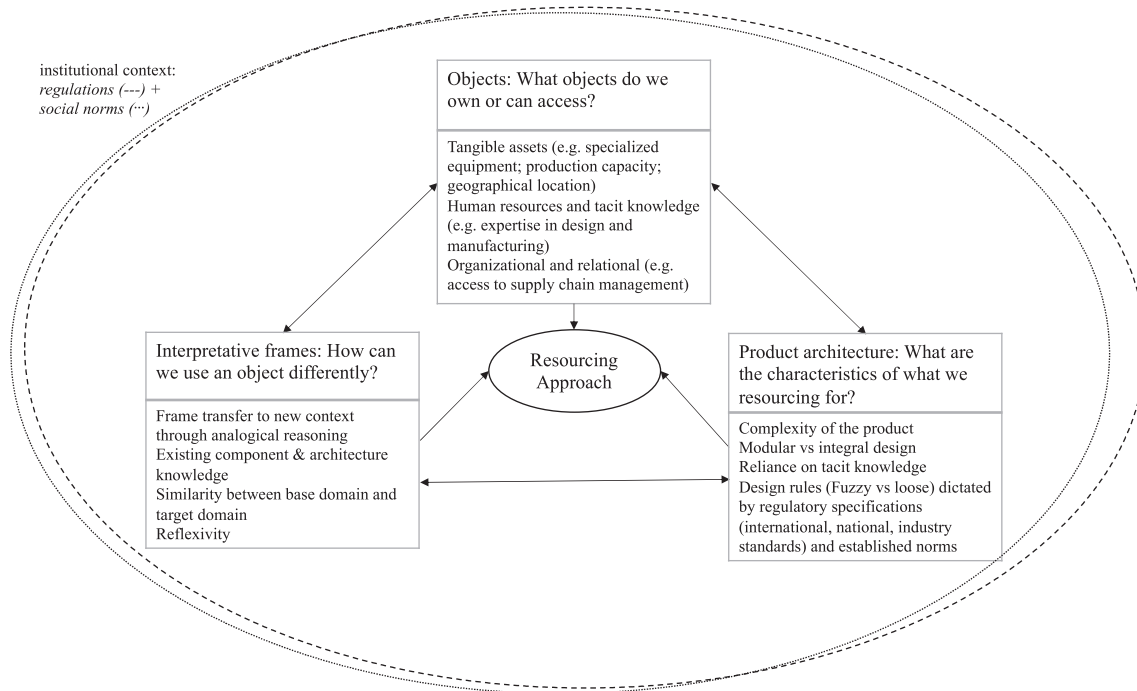 institutional context:
regulations (---) +
social norms (···)
Objects: What objects do we
own or can access?
Tangible assets (e.g. specialized
equipment; production capacity;
geographical location)
Human resources and tacit knowledge
(e.g. expertise in design and
manufacturing)
Organizational and relational (e.g.
access to supply chain management)
Interpretative frames: How can
we use an object differently?
Frame transfer to new context
through analogical reasoning
Existing component & architecture
knowledge
Similarity between base domain and
target domain
Reflexivity
Resourcing
Approach
Product architecture: What are
the characteristics of what we
resourcing for?
Complexity of the product
Modular vs integral design
Reliance on tacit knowledge
Design rules (Fuzzy vs loose) dictated
by regulatory specifications
(international, national, industry
standards) and established norms